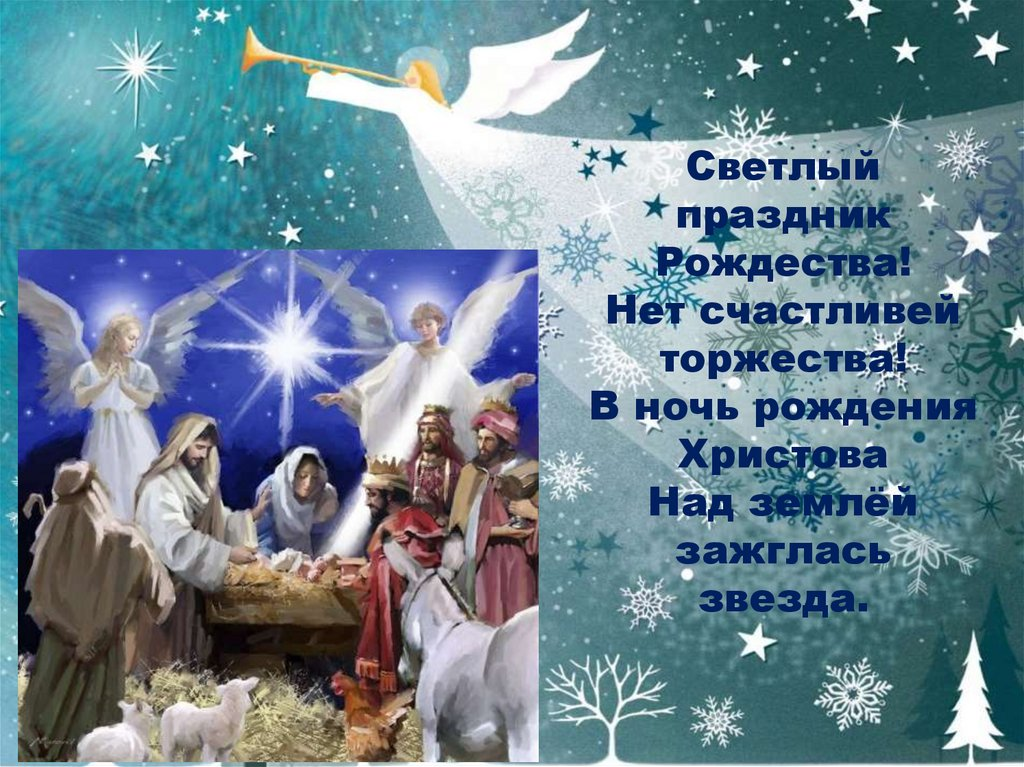 Светлый
праздник
Рождества!
Нет счастливей
торжества!
В ночь рождения
Христова
Над землёй
зажглась
звезда.